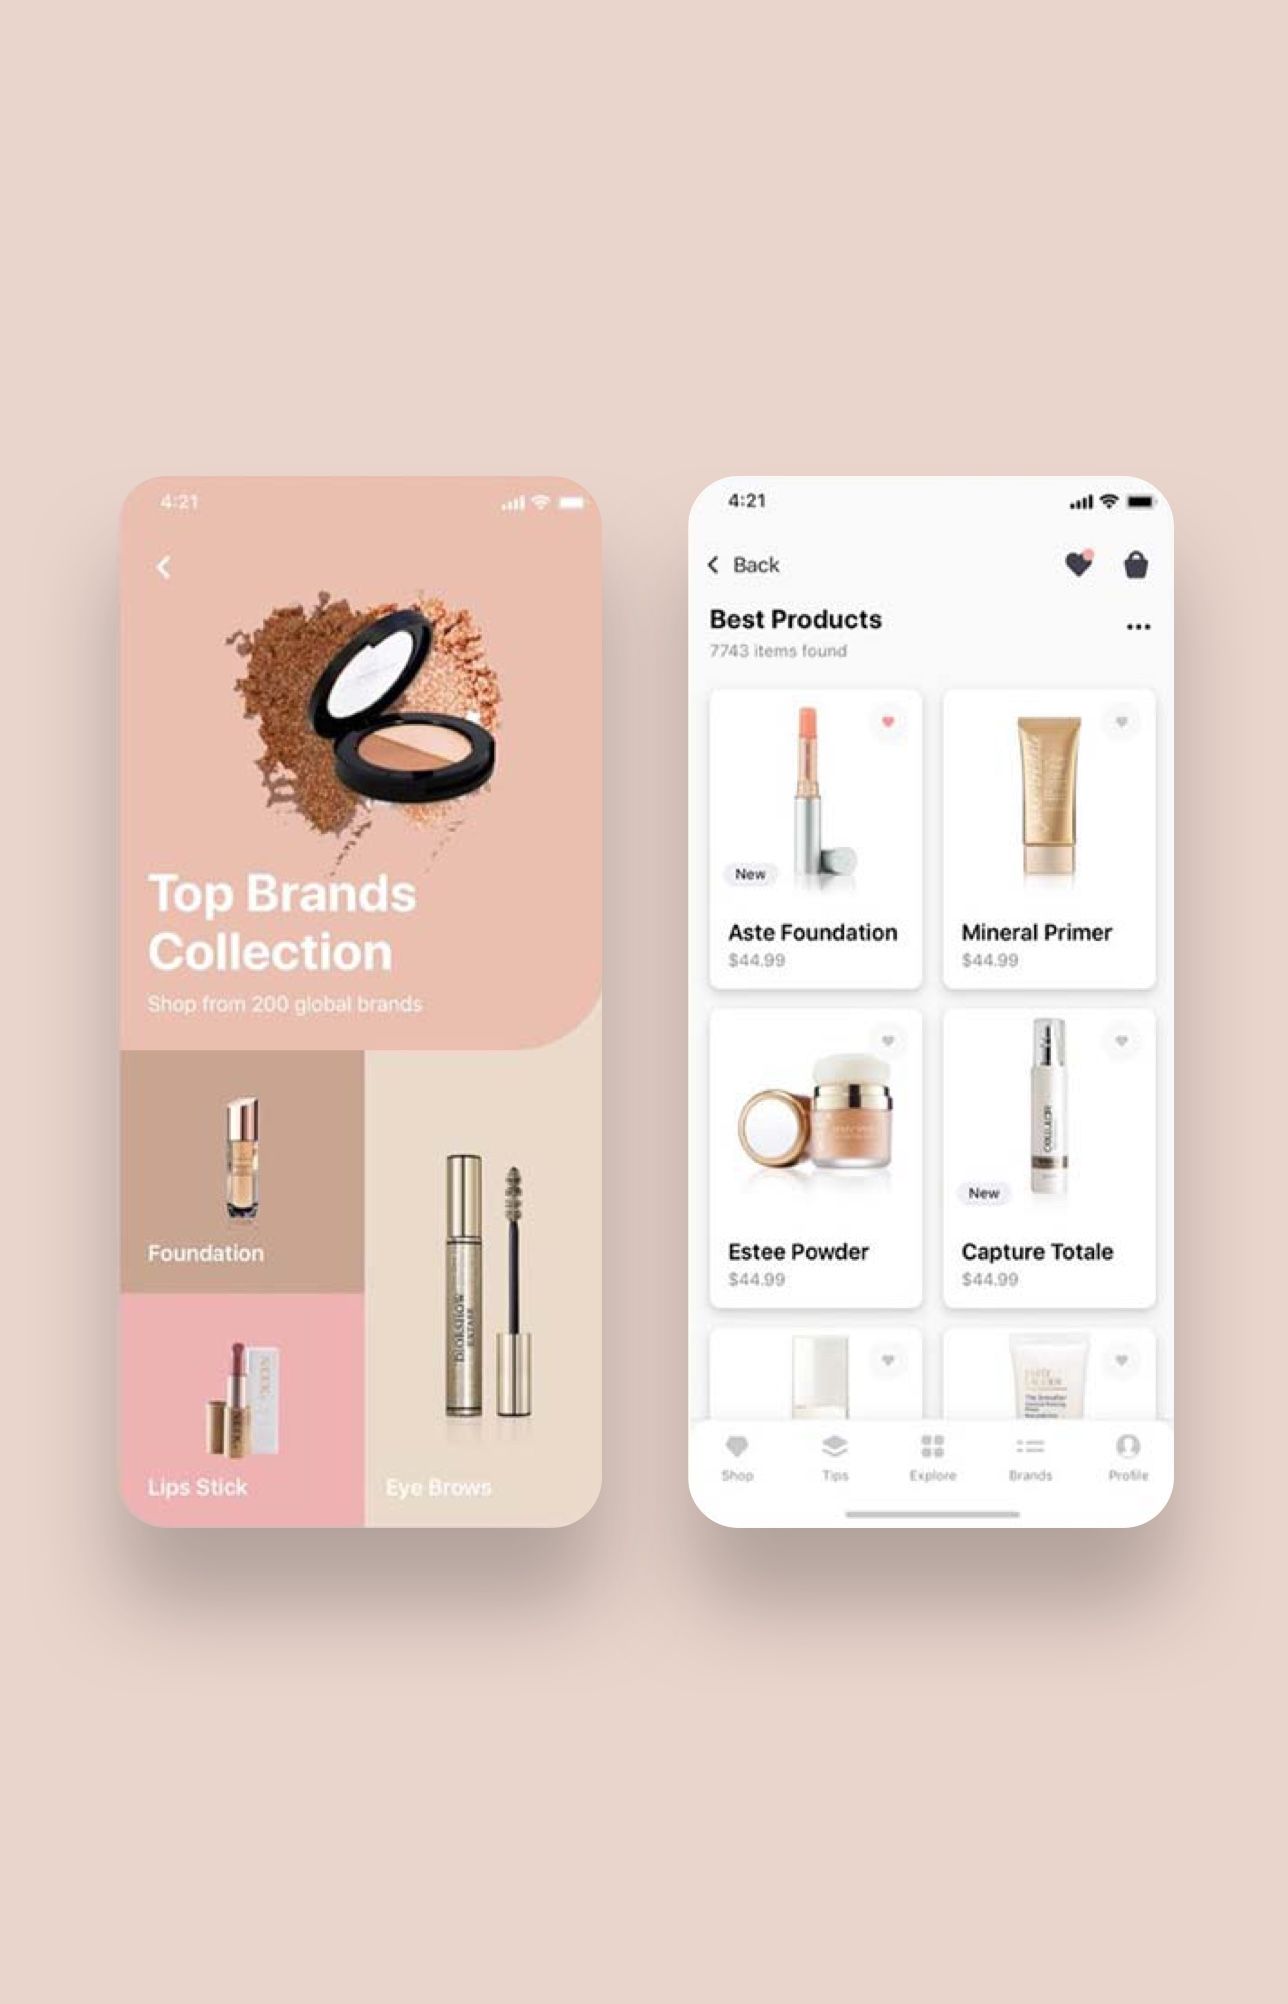 4:21
Top Brands
Collection
Shop from 200 global brands
Foundation
Lips Stick
Eye Brows
4:21
Back
Best Products
7743 items found
New
Aste Foundation
$44.99
Mineral Primer
$44.99
Estee Powder
$44.99
CELLULAR
New
Capture Totale
$44.99
Shop
Tips
Explore
Brands
Profile